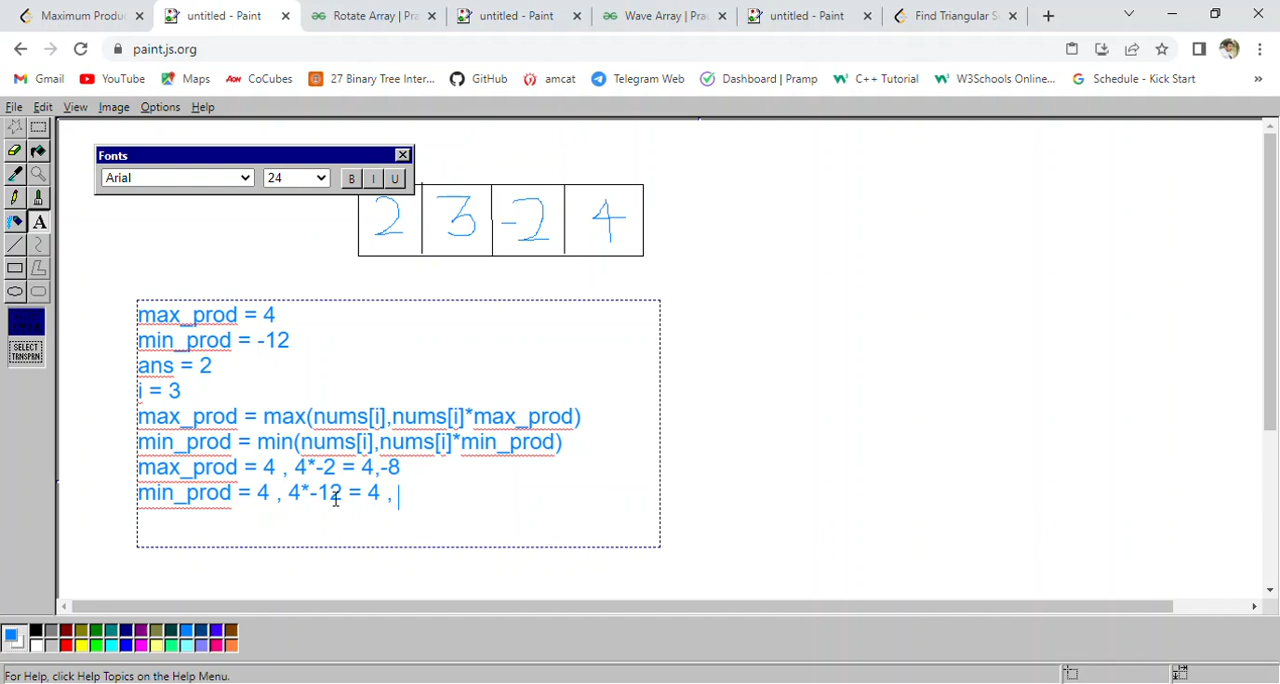 Maximum Produ
untitled - Paint
Rotate Array | Pra
untitled - Paint
Wave Array | Prac
untitled - Paint
Find Triangular S
paint.js.org
Gmail
YouTube
Maps
CoCubes
27 Binary Tree Inter...
GitHub
amcat
Telegram Web
Dashboard | Pramp
C++ Tutorial
W3Schools Online...
Schedule - Kick Start
»
File Edit View Image Options Help
Fonts
Arial 24 B I U
2 3 -2 4
A
max_prod = 4
min_prod = -12
ans = 2
i = 3
max_prod = max(nums[i],nums[i]*max_prod)
min_prod = min(nums[i],nums[i]*min_prod)
max_prod = 4 , 4*-2 = 4,-8
min_prod = 4 , 4*-12 = 4 ,
SELECT
TRNSPRN
For Help, click Help Topics on the Help Menu.